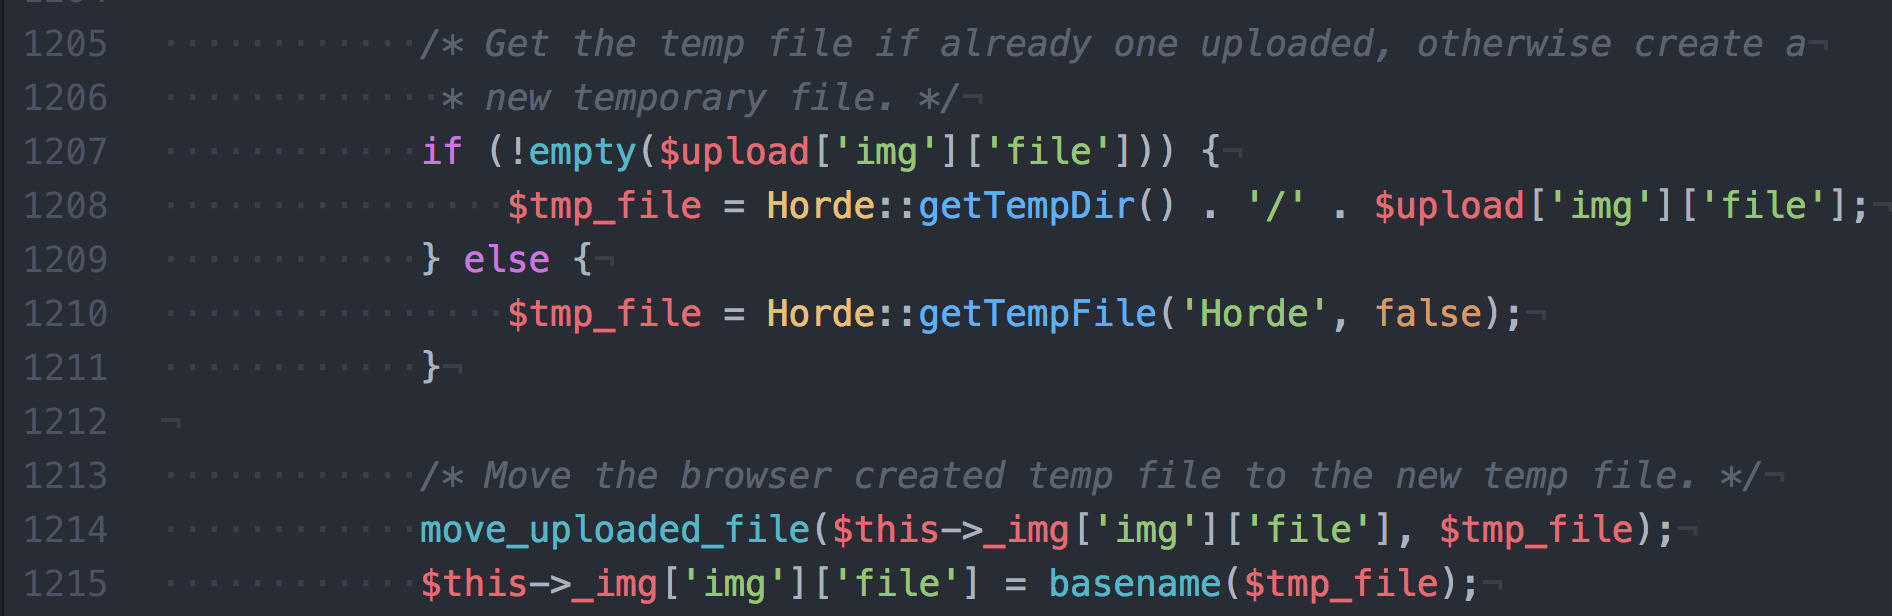 1205 /* Get the temp file if already one uploaded, otherwise create a¬
1206 * new temporary file. */¬
1207 if (!empty($upload['img']['file'])) {¬
1208 $tmp_file = Horde::getTempDir() . '/' . $upload['img']['file'];¬
1209 } else {¬
1210 $tmp_file = Horde::getTempFile('Horde', false);¬
1211 }¬
1212 ¬
1213 /* Move the browser created temp file to the new temp file. */¬
1214 move_uploaded_file($this->_img['img']['file'], $tmp_file);¬
1215 $this->_img['img']['file'] = basename($tmp_file);¬